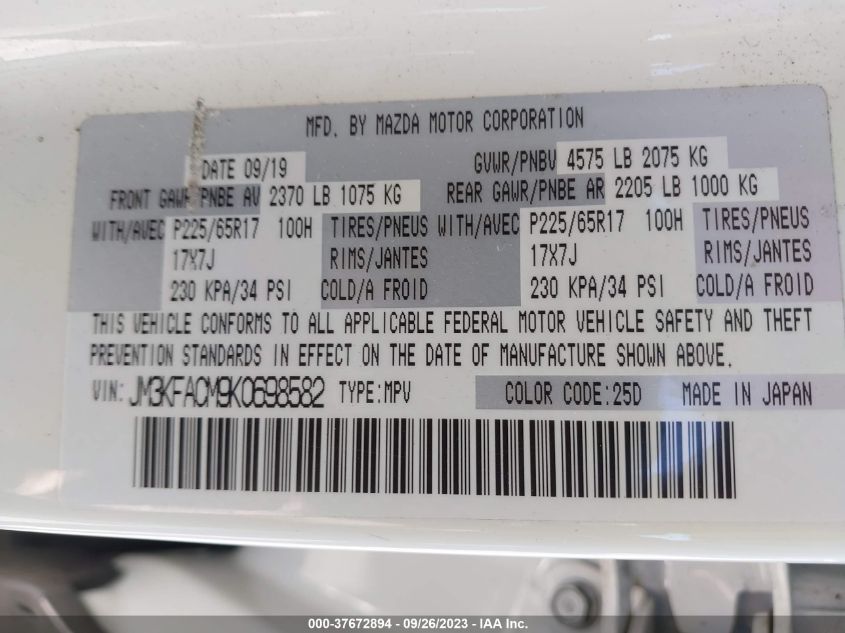 MFD. BY MAZDA MOTOR CORPORATION
DATE 09/19 GVWR/PNBV 4575 LB 2075 KG
FRONT GAWR/PNBE AV 2370 LB 1075 KG REAR GAWR/PNBE AR 2205 LB 1000 KG
WITH/AVEC P225/65R17 100H TIRES/PNEUS WITH/AVEC P225/65R17 100H TIRES/PNEUS
17X7J RIMS/JANTES 17X7J RIMS/JANTES
230 KPA/34 PSI COLD/A FROID 230 KPA/34 PSI COLD/A FROID
THIS VEHICLE CONFORMS TO ALL APPLICABLE FEDERAL MOTOR VEHICLE SAFETY AND THEFT
PREVENTION STANDARDS IN EFFECT ON THE DATE OF MANUFACTURE SHOWN ABOVE.
VIN: JM3KFACM9K0698582 TYPE:MPV COLOR CODE:25D MADE IN JAPAN
000-37672894 - 09/26/2023 - IAA Inc.